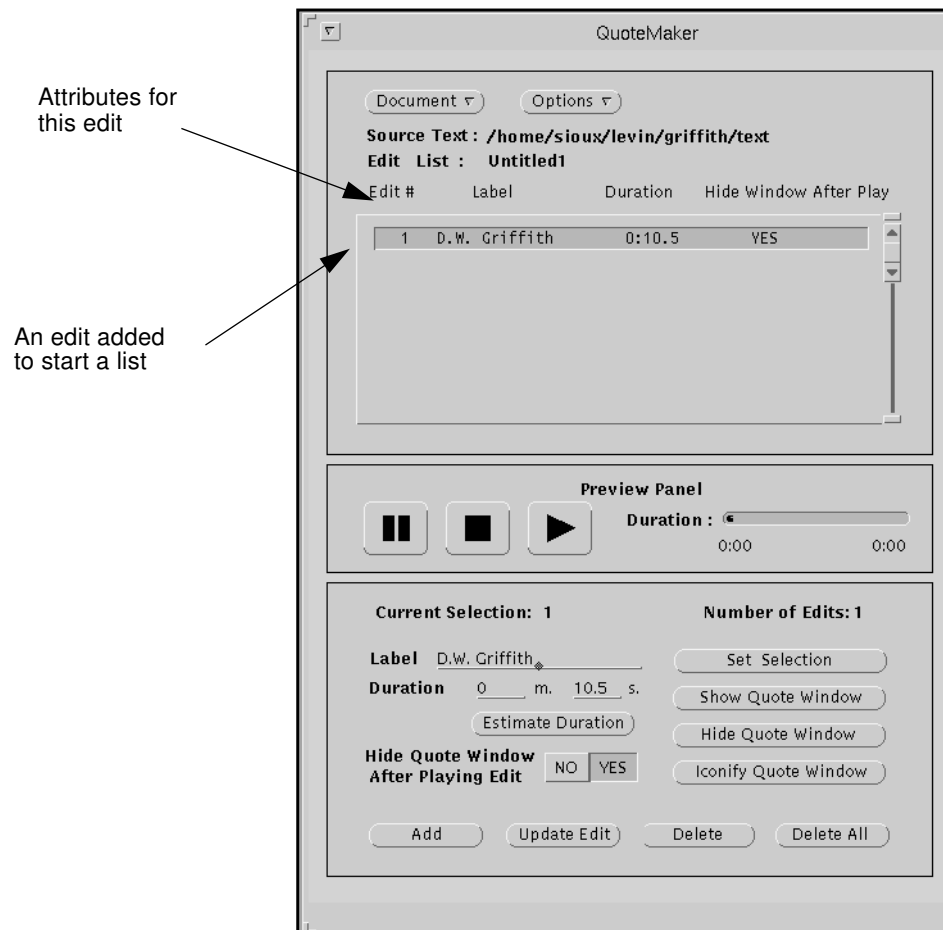 QuoteMaker
Attributes for
this edit
Document Options
Source Text : /home/sioux/levin/griffith/text
Edit List : Untitled1
Edit # Label Duration Hide Window After Play
1 D.W. Griffith 0:10.5 YES
An edit added
to start a list
Preview Panel
Duration :
0:00 0:00
Current Selection: 1 Number of Edits: 1
Label D.W. Griffith Set Selection
Duration 0 m. 10.5 s. Show Quote Window
Estimate Duration Hide Quote Window
Hide Quote Window
After Playing Edit NO YES Iconify Quote Window
Add Update Edit Delete Delete All